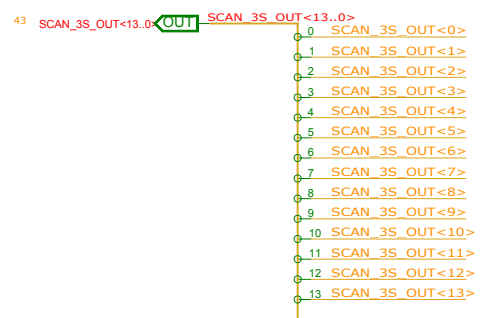 43 SCAN_3S_OUT<13..0> OUT SCAN_3S_OUT<13..0>
0 SCAN_3S_OUT<0>
1 SCAN_3S_OUT<1>
2 SCAN_3S_OUT<2>
3 SCAN_3S_OUT<3>
4 SCAN_3S_OUT<4>
5 SCAN_3S_OUT<5>
6 SCAN_3S_OUT<6>
7 SCAN_3S_OUT<7>
8 SCAN_3S_OUT<8>
9 SCAN_3S_OUT<9>
10 SCAN_3S_OUT<10>
11 SCAN_3S_OUT<11>
12 SCAN_3S_OUT<12>
13 SCAN_3S_OUT<13>